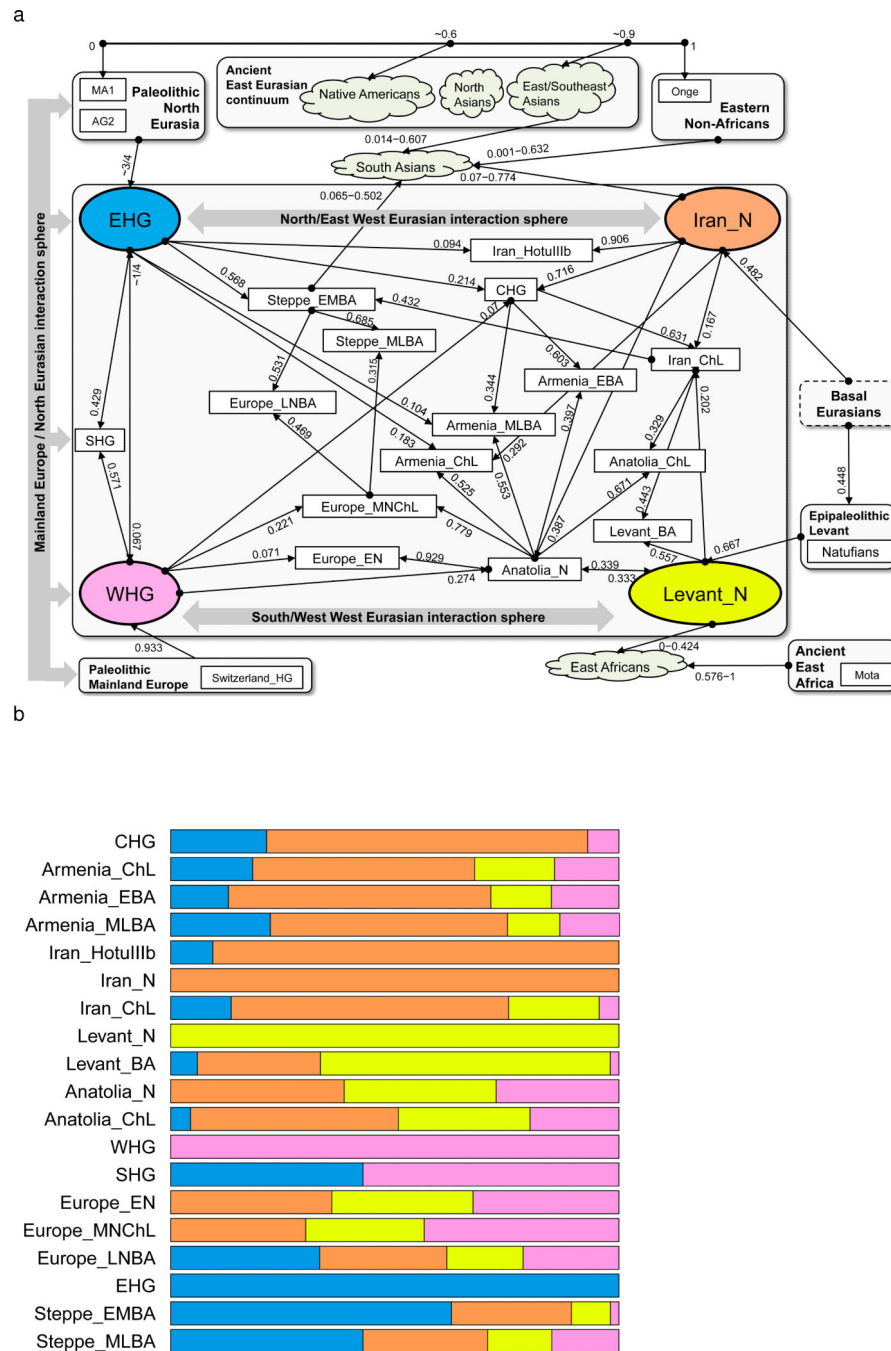 a
0
~0.6
~0.9
1
MA1
AG2
Paleolithic
North
Eurasia
Ancient
East Eurasian
continuum
Native Americans
North
Asians
East/Southeast
Asians
Onge
Eastern
Non-Africans
0.014−0.607
0.001−0.632
South Asians
0.07−0.774
0.065−0.502
~3/4
Mainland Europe / North Eurasian interaction sphere
EHG
North/East West Eurasian interaction sphere
Iran_N
0.094
Iran_HotuIIIb
0.906
0.482
~1/4
0.568
0.214
CHG
0.716
0.07
Steppe_EMBA
0.432
0.685
Steppe_MLBA
0.631
0.167
Iran_ChL
0.603
0.531
0.315
0.344
Armenia_EBA
0.202
Basal
Eurasians
Europe_LNBA
0.104
0.397
0.429
Armenia_MLBA
0.329
SHG
0.469
0.183
0.292
Armenia_ChL
Anatolia_ChL
0.448
0.571
0.525
0.553
0.671
0.443
Europe_MNChL
0.221
0.779
0.387
Levant_BA
Epipaleolithic
Levant
Natufians
0.067
0.071
Europe_EN
0.929
0.557
0.667
0.274
Anatolia_N
0.339
0.333
WHG
Levant_N
South/West West Eurasian interaction sphere
0.933
0−0.424
Paleolithic
Mainland Europe
Switzerland_HG
East Africans
0.576−1
Ancient
East
Africa
Mota
b
CHG
Armenia_ChL
Armenia_EBA
Armenia_MLBA
Iran_HotuIIIb
Iran_N
Iran_ChL
Levant_N
Levant_BA
Anatolia_N
Anatolia_ChL
WHG
SHG
Europe_EN
Europe_MNChL
Europe_LNBA
EHG
Steppe_EMBA
Steppe_MLBA